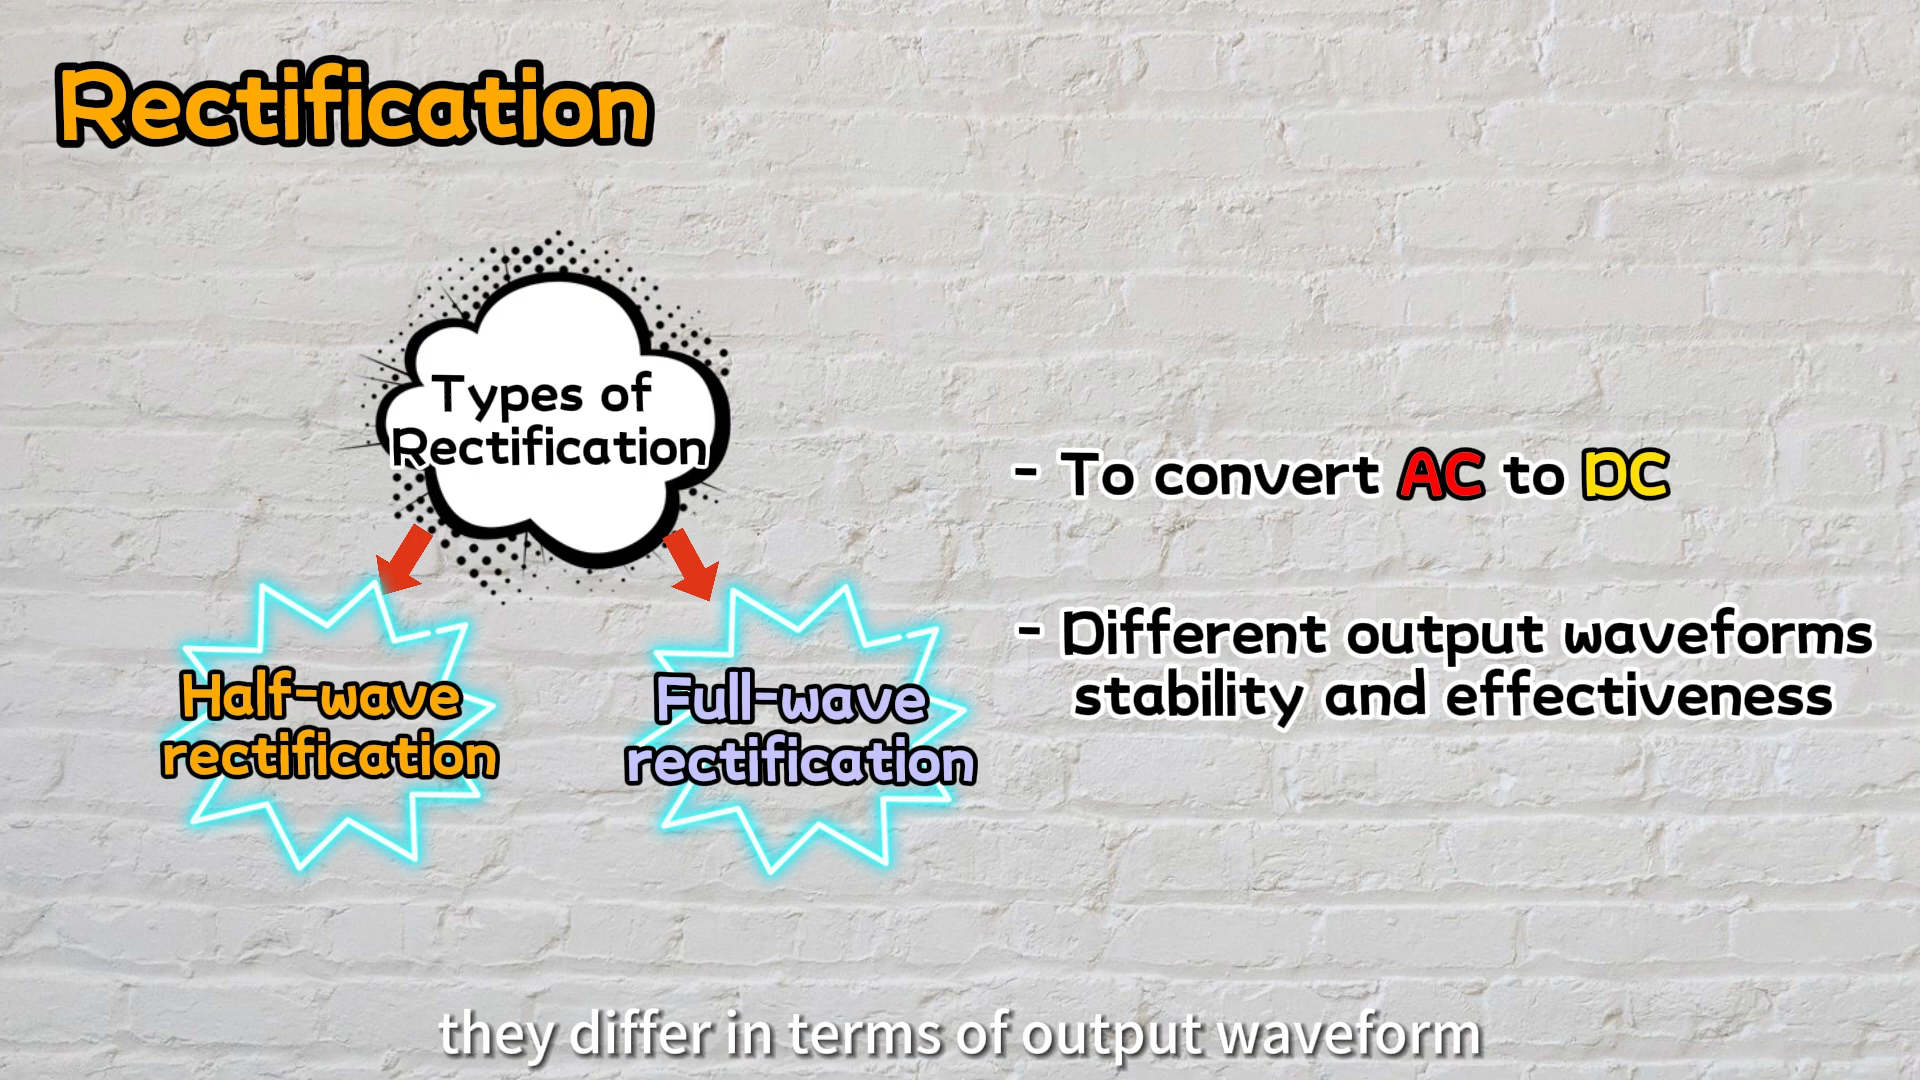 Rectification
Types of
Rectification
Half-wave
rectification
Full-wave
rectification
- To convert AC to DC
- Different output waveforms
stability and effectiveness
they differ in terms of output waveform